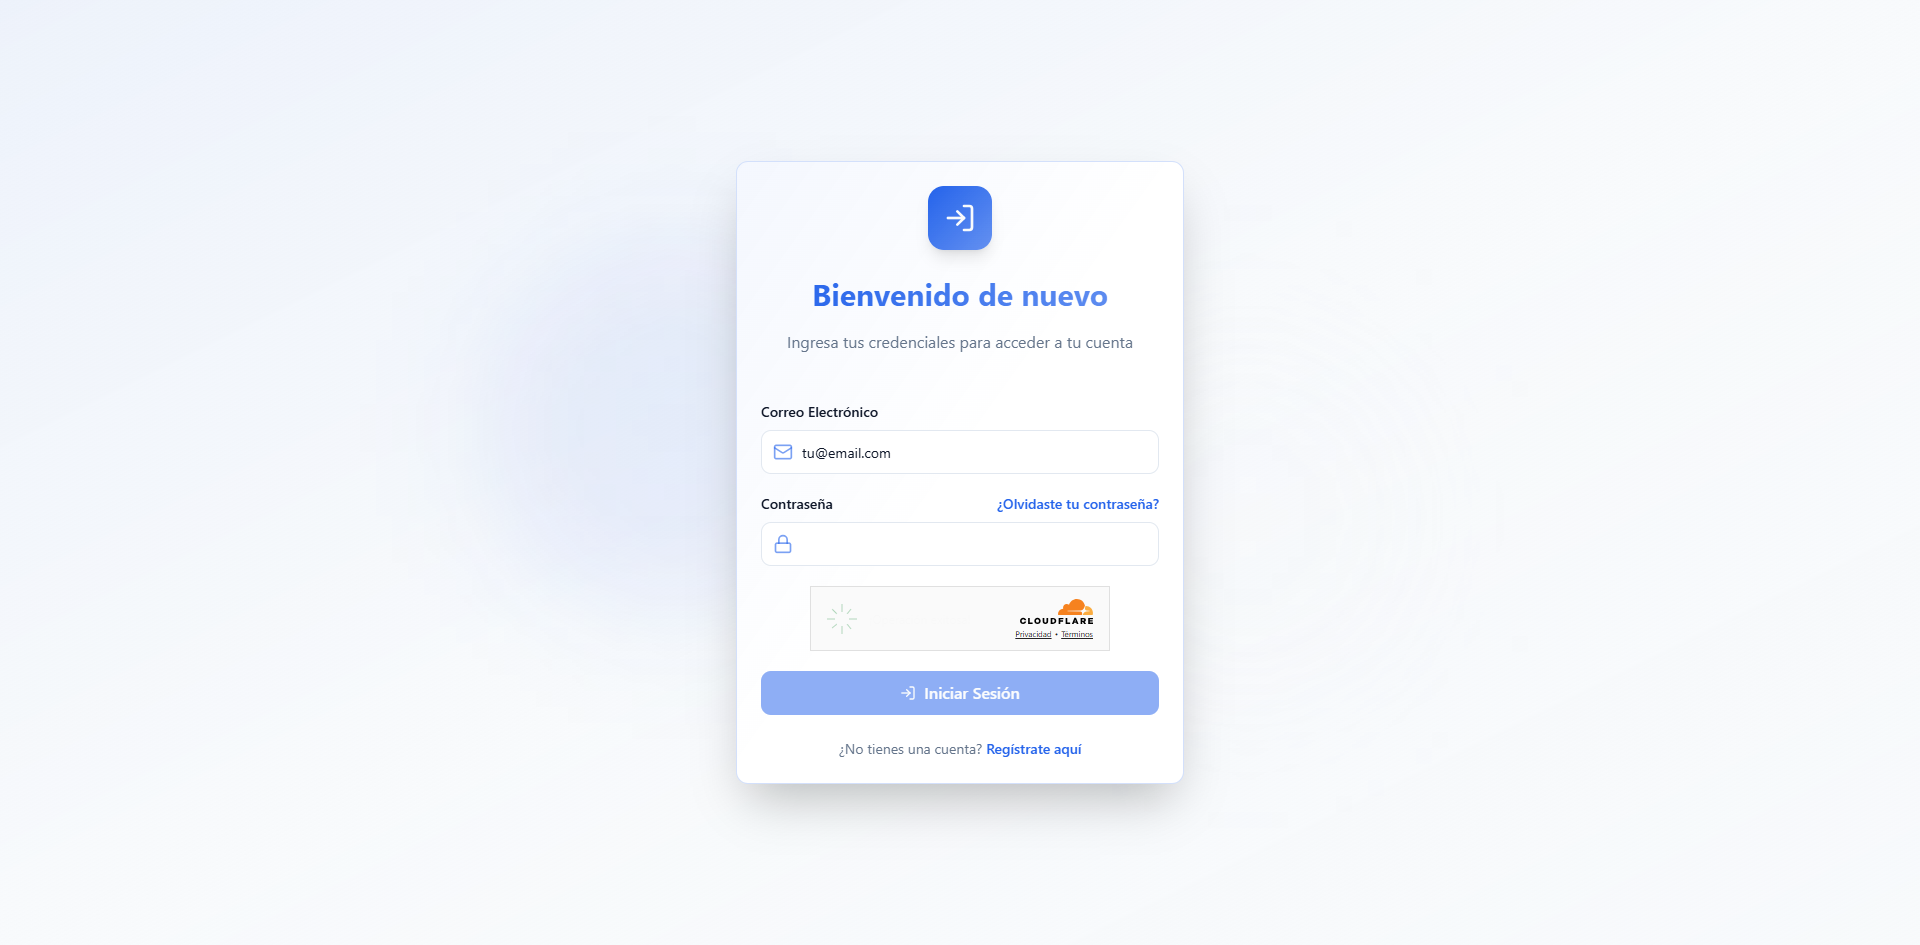 Bienvenido de nuevo
Ingresa tus credenciales para acceder a tu cuenta
Correo Electrónico
tu@email.com
Contraseña ¿Olvidaste tu contraseña?
CLOUDFLARE
Privacidad • Términos
Iniciar Sesión
¿No tienes una cuenta? Regístrate aquí